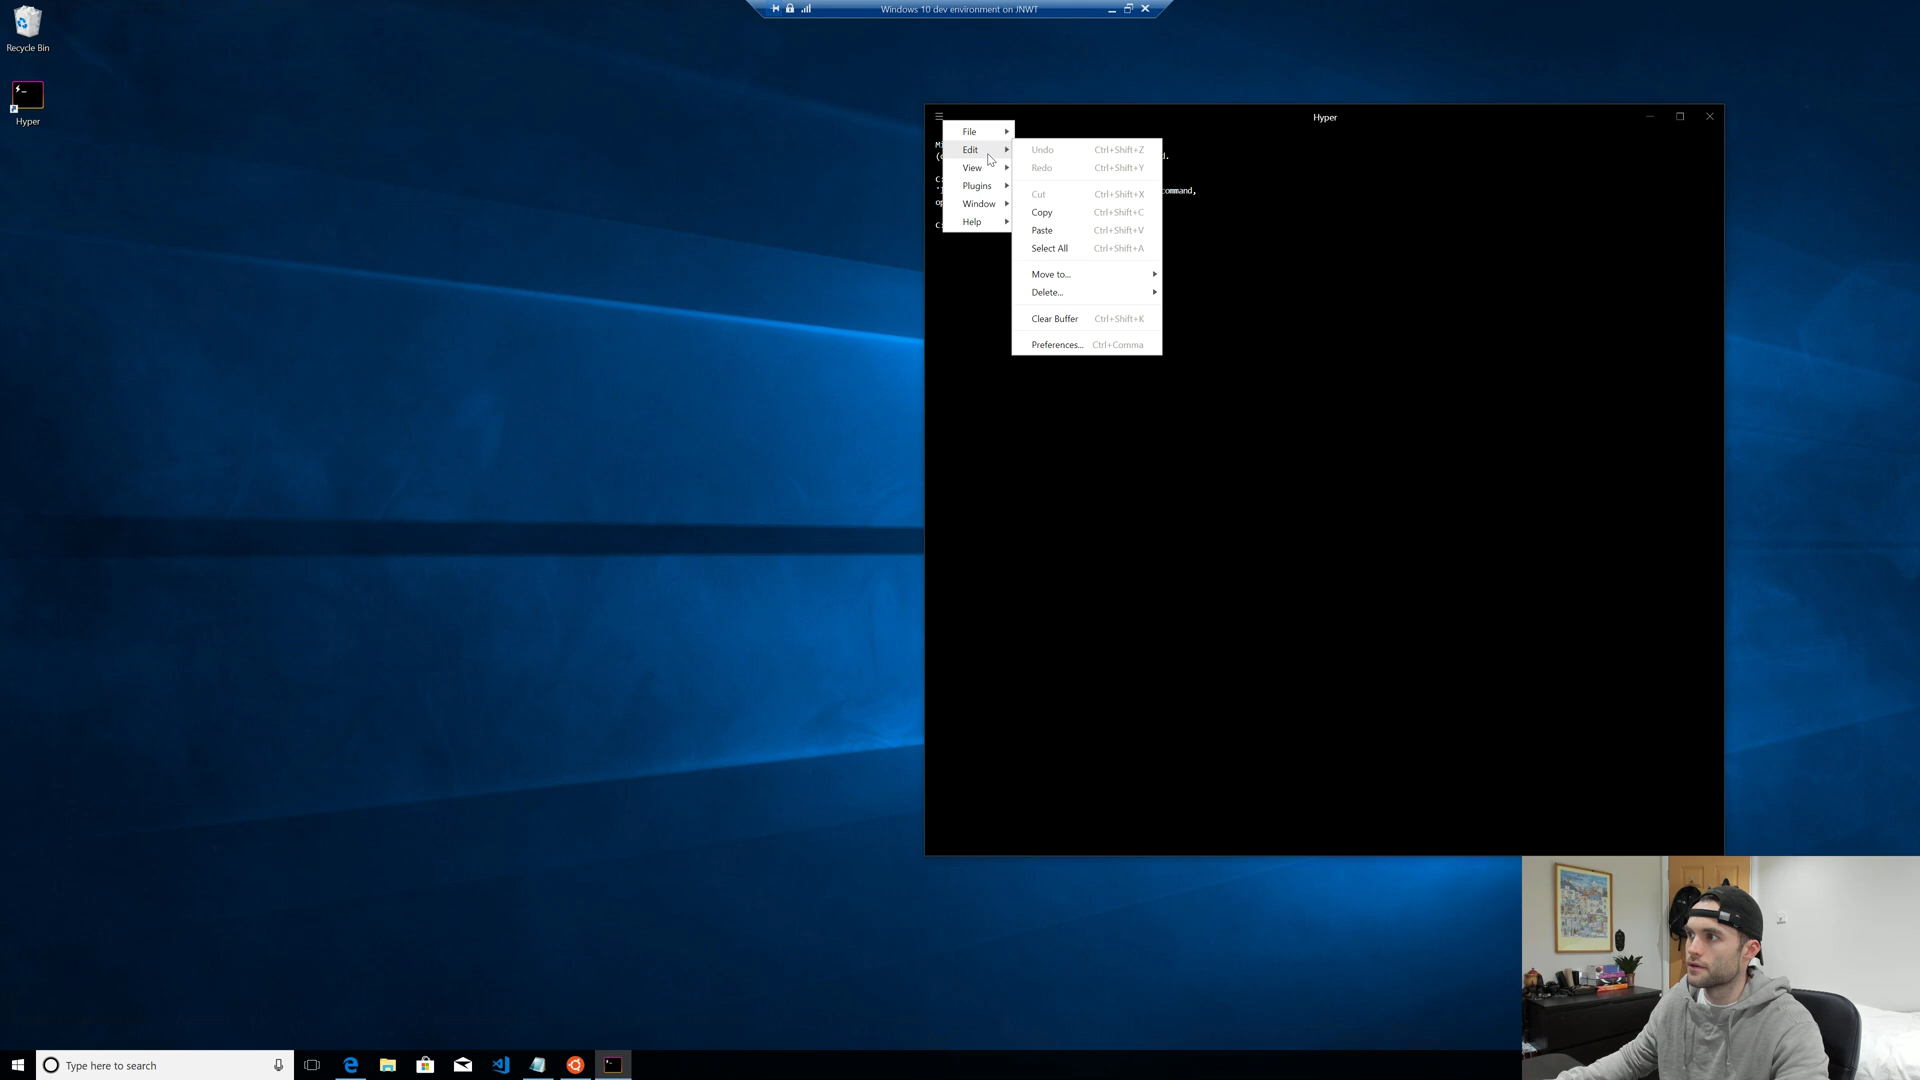 Windows 10 dev environment on JNWT
Recycle Bin
Hyper
Hyper
File
Edit
View
Plugins
Window
Help
Undo Ctrl+Shift+Z
Redo Ctrl+Shift+Y
Cut Ctrl+Shift+X
Copy Ctrl+Shift+C
Paste Ctrl+Shift+V
Select All Ctrl+Shift+A
Move to...
Delete...
Clear Buffer Ctrl+Shift+K
Preferences... Ctrl+Comma
d.
ommand,
Type here to search